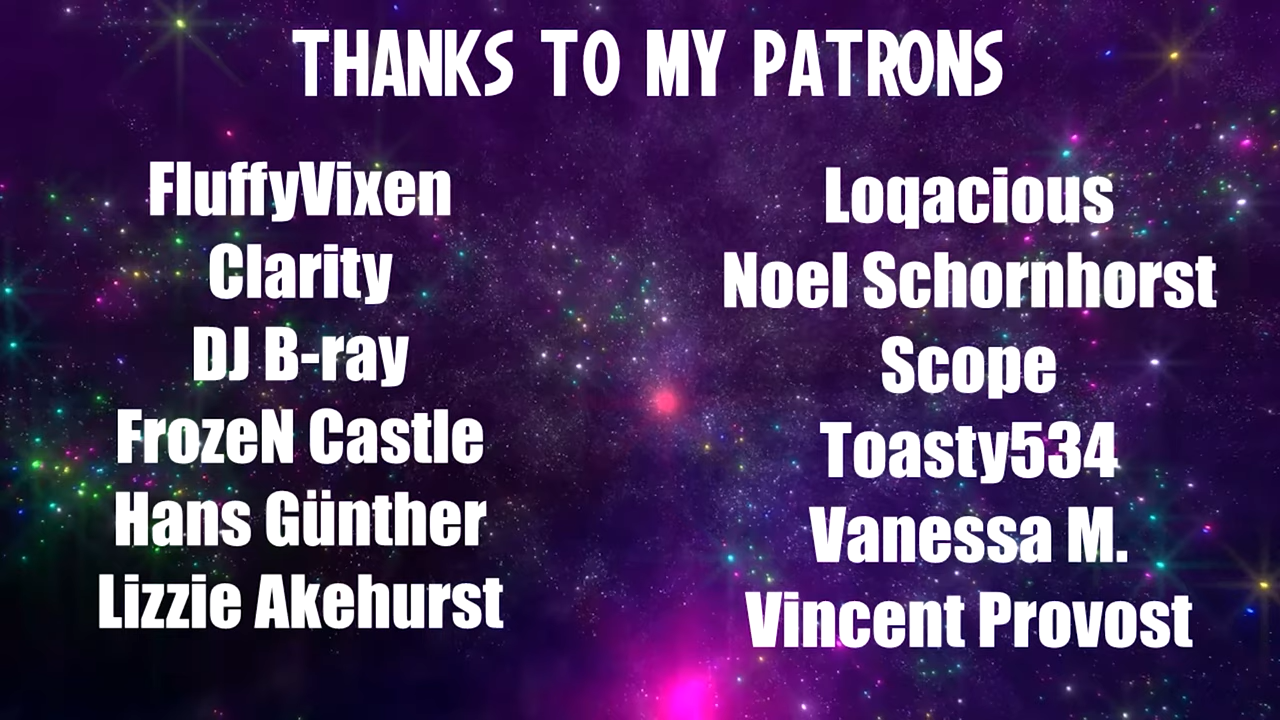 THANKS TO MY PATRONS
FluffyVixen
Clarity
DJ B-ray
FrozeN Castle
Hans Günther
Lizzie Akehurst
Loqacious
Noel Schornhorst
Scope
Toasty534
Vanessa M.
Vincent Provost